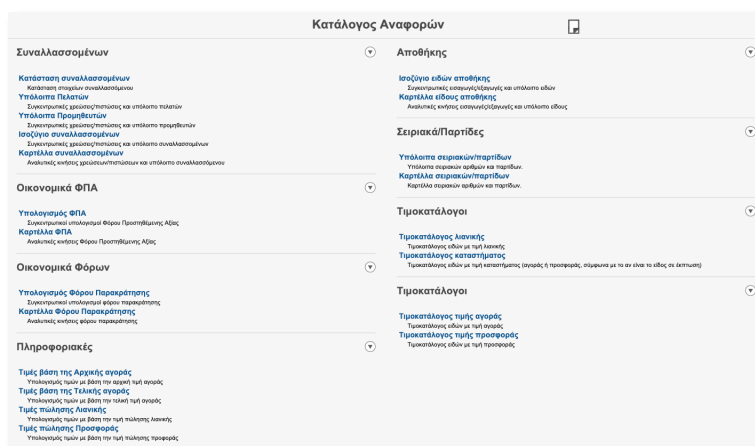 Κατάλογος Αναφορών
Συναλλασσομένων
Κατάσταση συναλλασσομένων
Κατάσταση στοιχείων συναλλασσόμενου
Υπόλοιπα Πελατών
Συγκεντρωτικές χρεώσεις/πιστώσεις και υπόλοιπο πελατών
Υπόλοιπα Προμηθευτών
Συγκεντρωτικές χρεώσεις/πιστώσεις και υπόλοιπο προμηθευτών
Ισοζύγιο συναλλασσομένων
Συγκεντρωτικές χρεώσεις/πιστώσεις και υπόλοιπο συναλλασσομένων
Καρτέλλα συναλλασσομένων
Αναλυτικές κινήσεις χρεώσεων/πιστώσεων και υπόλοιπο συναλλασσόμενου
Οικονομικά ΦΠΑ
Υπολογισμός ΦΠΑ
Συγκεντρωτικοί υπολογισμοί Φόρου Προστηθέμενης Αξίας
Καρτέλλα ΦΠΑ
Αναλυτικές κινήσεις Φόρου Προστηθέμενης Αξίας
Οικονομικά Φόρων
Υπολογισμός Φόρου Παρακράτησης
Συγκεντρωτικοί υπολογισμοί φόρου παρακράτησης
Καρτέλλα Φόρου Παρακράτησης
Αναλυτικές κινήσεις φόρου παρακράτησης
Πληροφοριακές
Τιμές βάση της Αρχικής αγοράς
Υπολογισμός τιμών με βάση την αρχική τιμή αγοράς
Τιμές βάση της Τελικής αγοράς
Υπολογισμός τιμών με βάση την τελική τιμή αγοράς
Τιμές πώλησης Λιανικής
Υπολογισμός τιμών με βάση την τιμή πώλησης λιανικής
Τιμές πώλησης Προσφοράς
Υπολογισμός τιμών με βάση την τιμή πώλησης προφοράς
Αποθήκης
Ισοζύγιο ειδών αποθήκης
Συγκεντρωτικές εισαγωγές/εξαγωγές και υπόλοιπο ειδών
Καρτέλλα είδους αποθήκης
Αναλυτικές κινήσεις εισαγωγές/εξαγωγές και υπόλοιπο είδους
Σειριακά/Παρτίδες
Υπόλοιπα σειριακών/παρτίδων
Υπόλοιπα σειριακών αριθμών και παρτίδων.
Καρτέλλα σειριακών/παρτίδων
Καρτέλλα σειριακών αριθμών και παρτίδων.
Τιμοκατάλογοι
Τιμοκατάλογος λιανικής
Τιμοκατάλογος ειδών με τιμή λιανικής
Τιμοκατάλογος καταστήματος
Τιμοκατάλογος ειδών με τιμή καταστήματος (αγοράς ή προσφοράς, σύμφωνα με το αν είναι το είδος σε έκπτωση)
Τιμοκατάλογοι
Τιμοκατάλογος τιμής αγοράς
Τιμοκατάλογος ειδών με τιμή αγοράς
Τιμοκατάλογος τιμής προσφοράς
Τιμοκατάλογος ειδών με τιμή προσφοράς